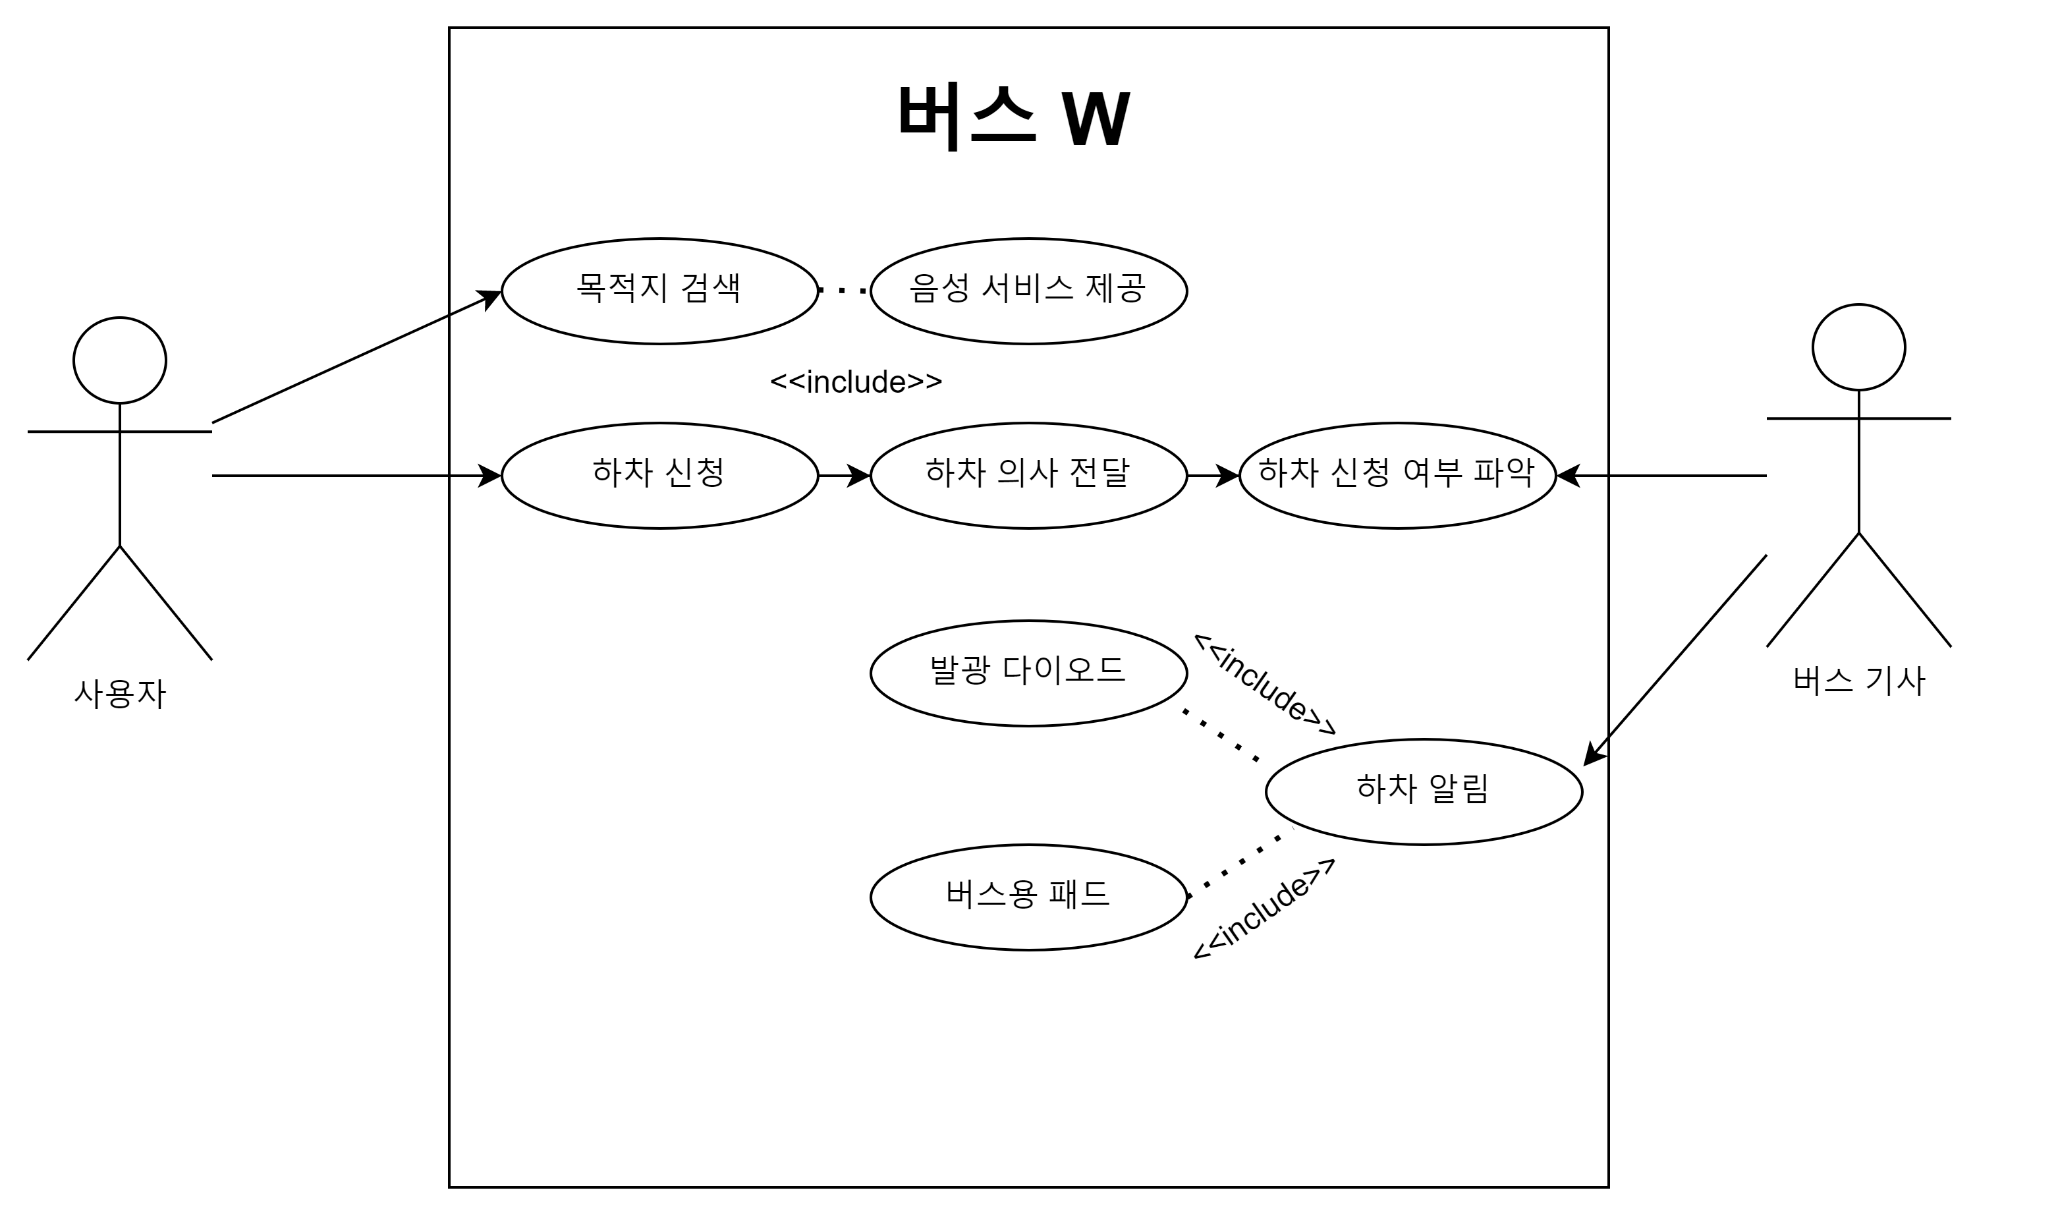 버스 W
목적지 검색
음성 서비스 제공
<<include>>
하차 신청
하차 의사 전달
하차 신청 여부 파악
발광 다이오드
<<include>>
사용자
버스 기사
하차 알림
버스용 패드
<<include>>